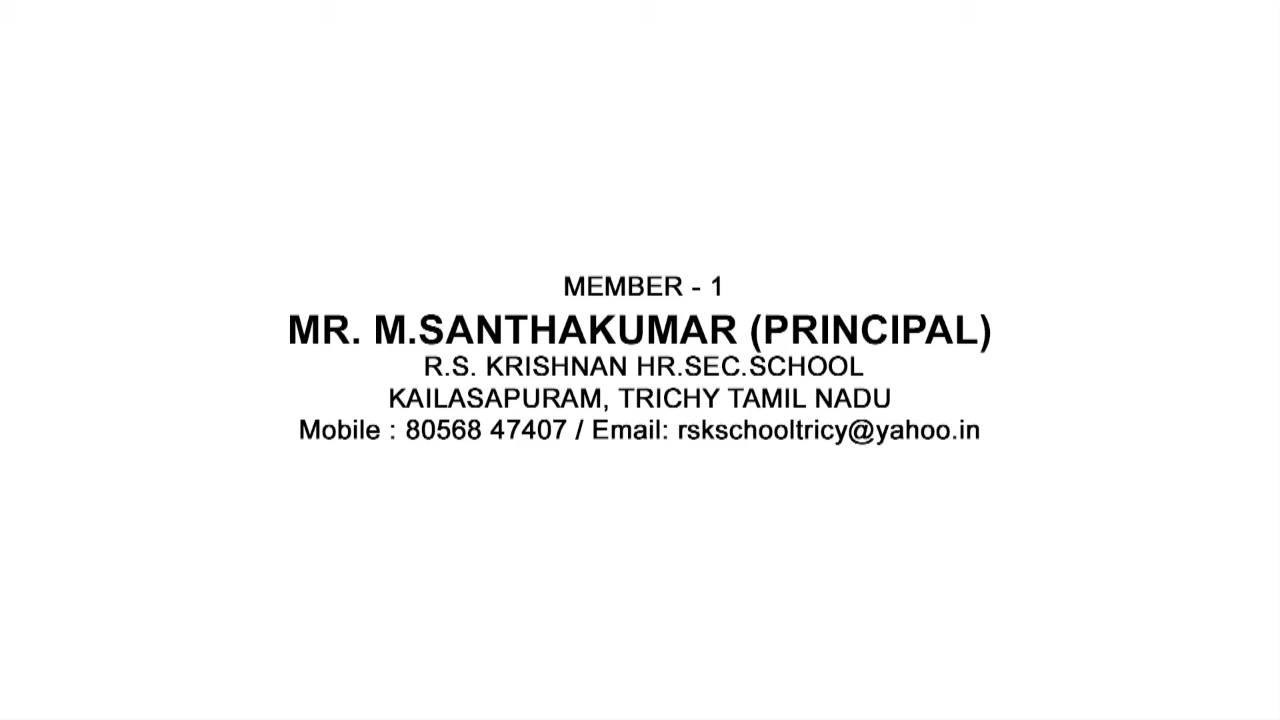 MEMBER - 1
MR. M.SANTHAKUMAR (PRINCIPAL)
R.S. KRISHNAN HR.SEC.SCHOOL
KAILASAPURAM, TRICHY TAMIL NADU
Mobile : 80568 47407 / Email: rskschooltricy@yahoo.in